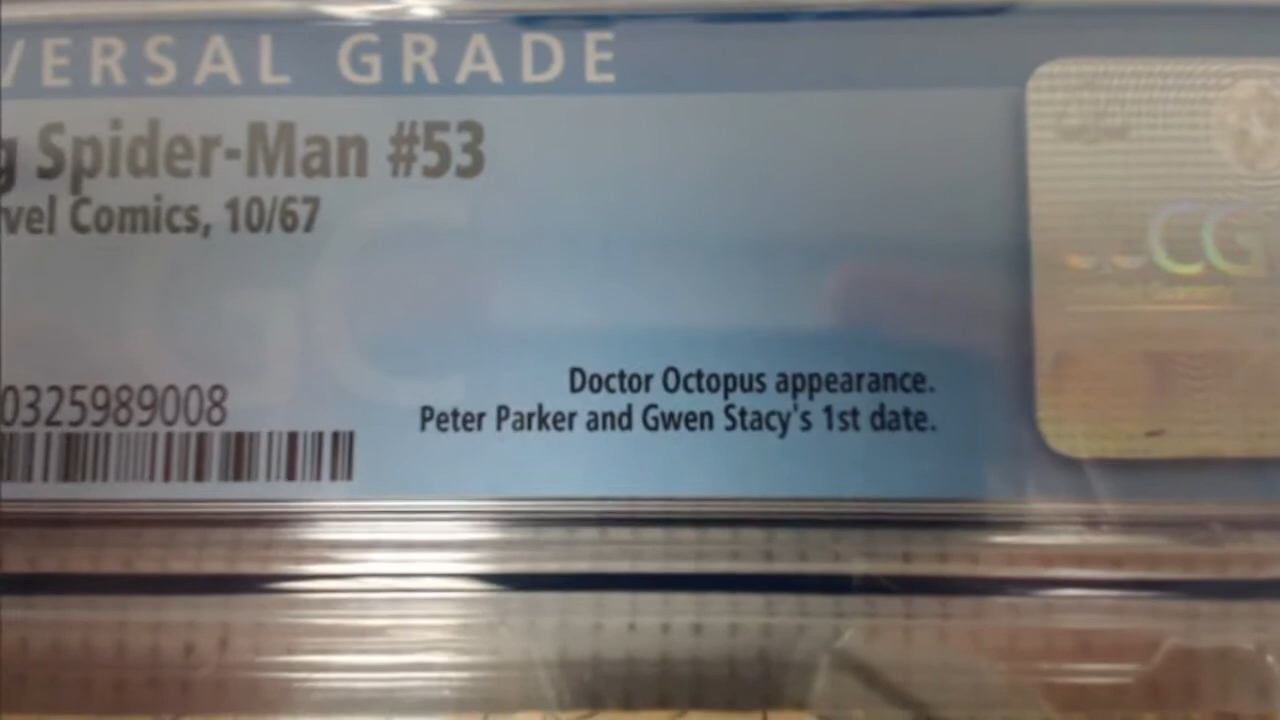 VERSAL GRADE
g Spider-Man #53
vel Comics, 10/67
0325989008
Doctor Octopus appearance.
Peter Parker and Gwen Stacy's 1st date.
CG